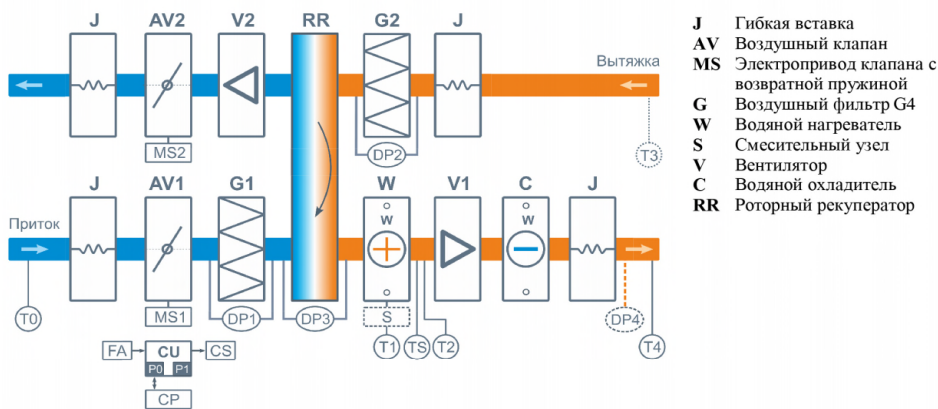 J AV2 V2 RR G2 J
Вытяжка
MS2
DP2
T3
J AV1 G1 W V1 C J
Приток
w
w
T0
MS1
DP1
DP3
S
DP4
T1
TS
T2
T4
FA
CU
CS
P0 P1
CP
J Гибкая вставка
AV Воздушный клапан
MS Электропривод клапана с
возвратной пружиной
G Воздушный фильтр G4
W Водяной нагреватель
S Смесительный узел
V Вентилятор
C Водяной охладитель
RR Роторный рекуператор